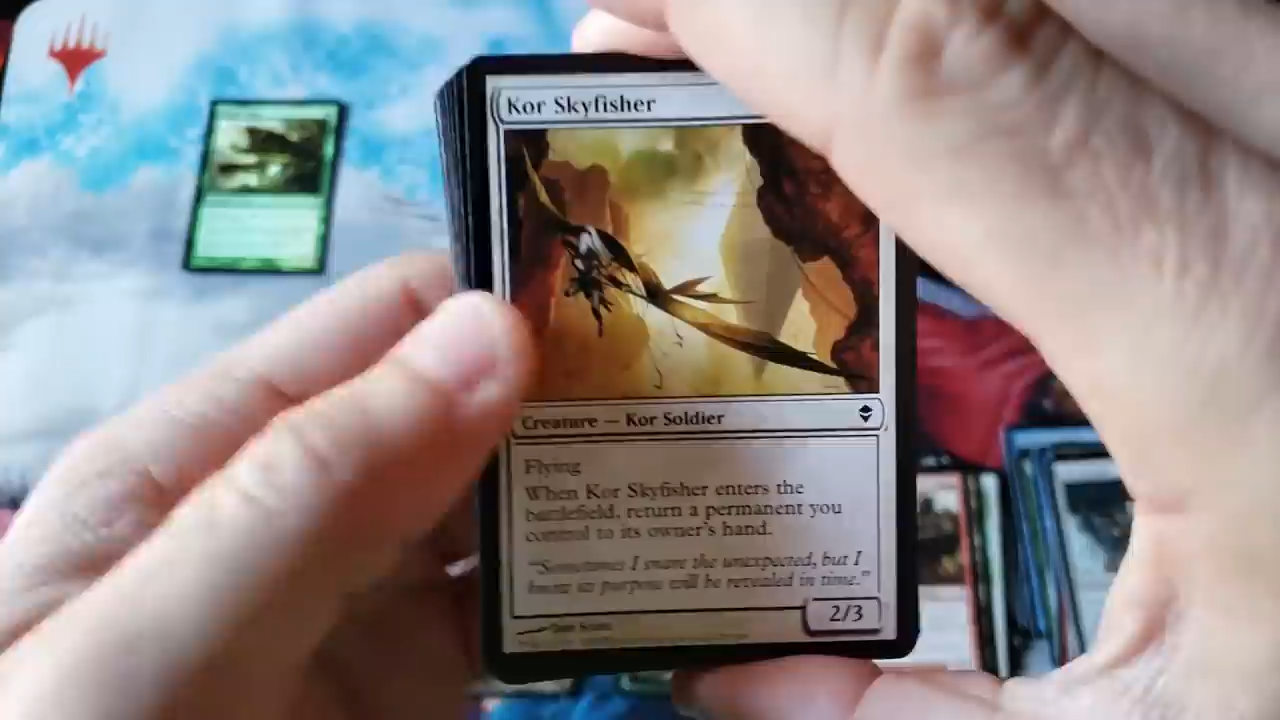 Kor Skyfisher
Creature — Kor Soldier
Flying
When Kor Skyfisher enters the
battlefield, return a permanent you
control to its owner's hand.
"Sometimes I snare the unexpected, but I
know its purpose will be revealed in time."
2/3